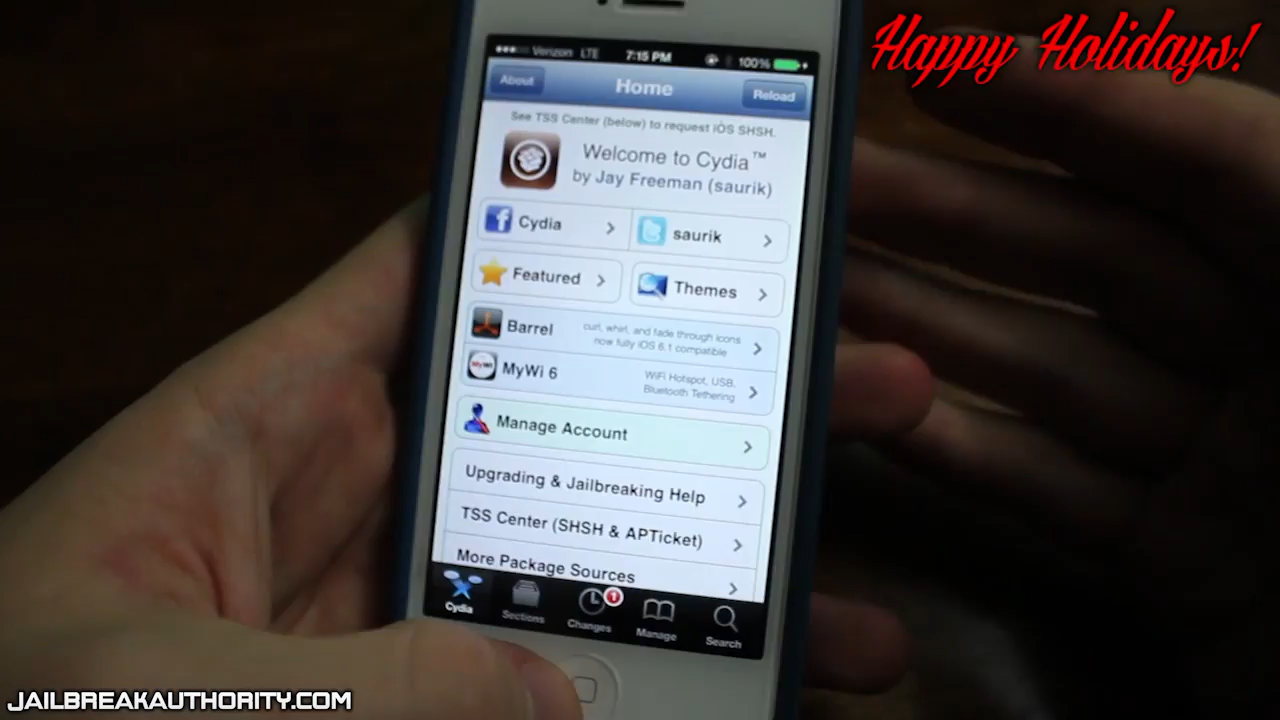 Happy Holidays!
Verizon LTE 7:15 PM 100%
About Home Reload
See TSS Center (below) to request iOS SHSH.
Welcome to Cydia™
by Jay Freeman (saurik)
Cydia saurik
Featured Themes
Barrel curl, whirl, and fade through icons
now fully iOS 6.1 compatible
MyWi 6 WiFi Hotspot, USB,
Bluetooth Tethering
Manage Account
Upgrading & Jailbreaking Help
TSS Center (SHSH & APTicket)
More Package Sources
1
Cydia Sections Changes Manage Search
JAILBREAKAUTHORITY.COM